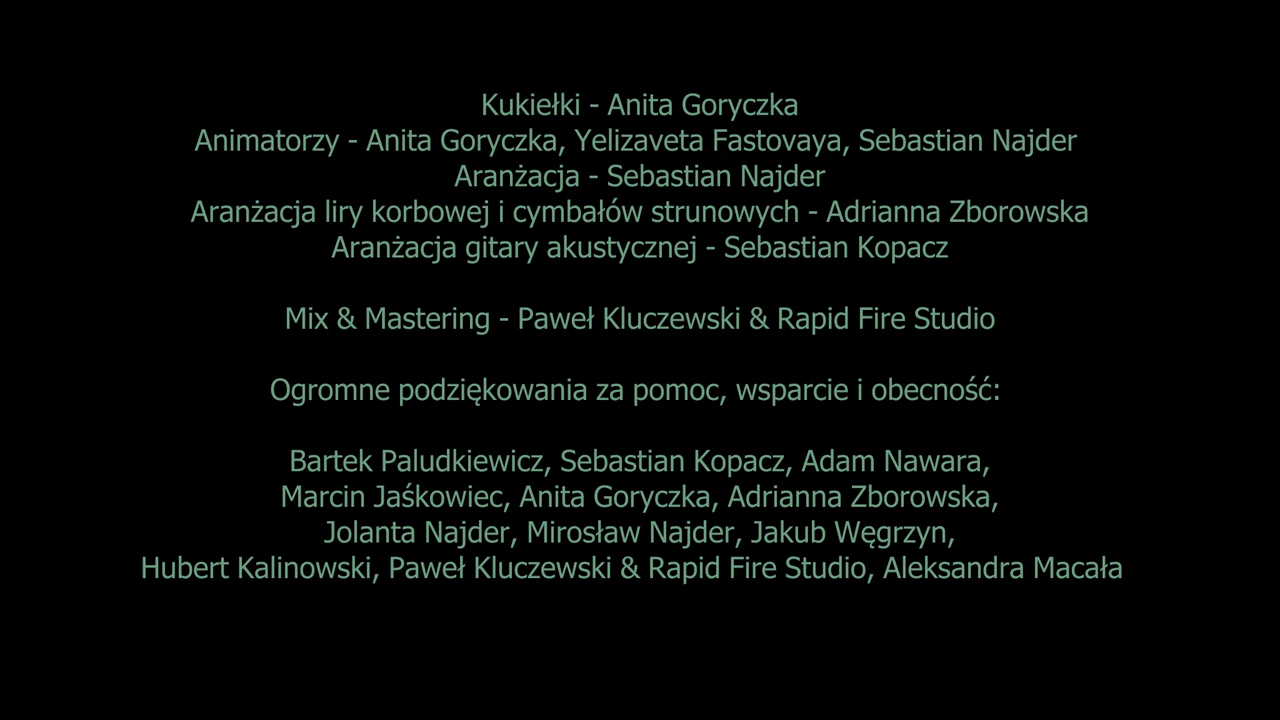 Kukiełki - Anita Goryczka
Animatorzy - Anita Goryczka, Yelizaveta Fastovaya, Sebastian Najder
Aranżacja - Sebastian Najder
Aranżacja liry korbowej i cymbałów strunowych - Adrianna Zborowska
Aranżacja gitary akustycznej - Sebastian Kopacz
Mix & Mastering - Paweł Kluczewski & Rapid Fire Studio
Ogromne podziękowania za pomoc, wsparcie i obecność:
Bartek Paludkiewicz, Sebastian Kopacz, Adam Nawara,
Marcin Jaśkowiec, Anita Goryczka, Adrianna Zborowska,
Jolanta Najder, Mirosław Najder, Jakub Węgrzyn,
Hubert Kalinowski, Paweł Kluczewski & Rapid Fire Studio, Aleksandra Macała